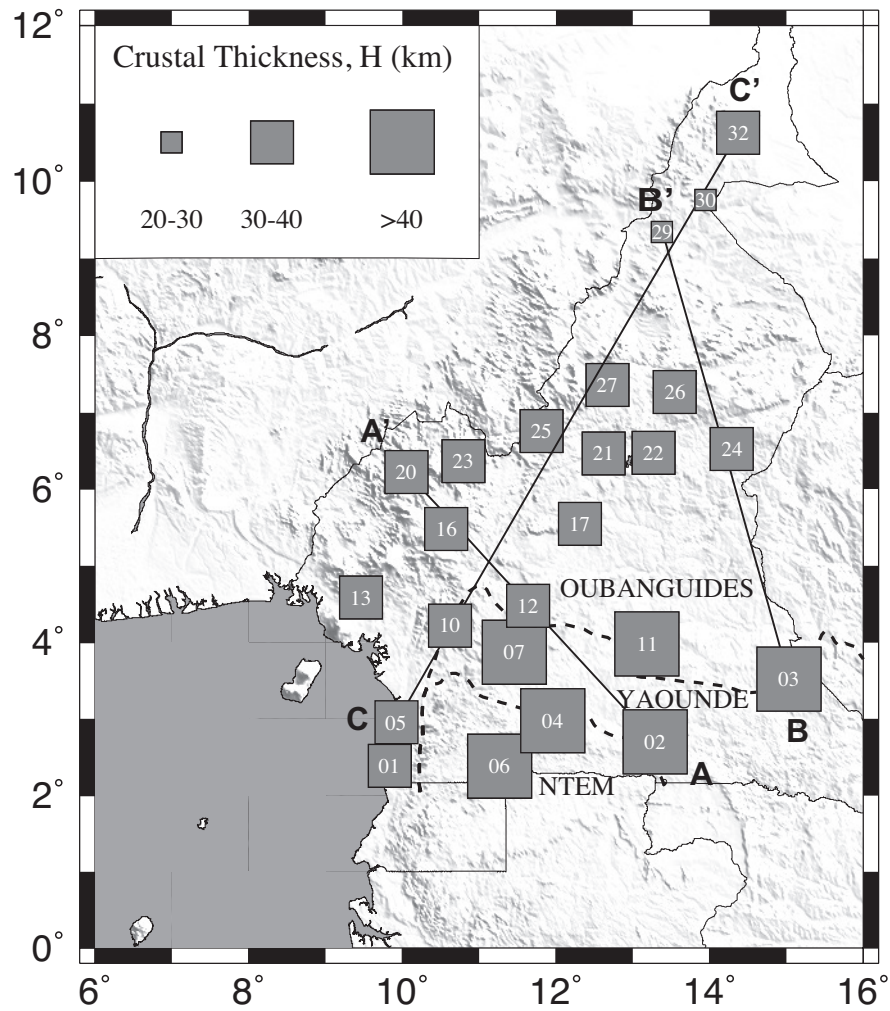 12°
10°
8°
6°
4°
2°
0°
Crustal Thickness, H (km)
20-30 30-40 >40
C’
32
30
B’
29
27
26
25
A’
24
23
21
22
20
17
16
OUBANGUIDES
13
12
10
11
07
03
YAOUNDE
C
05
04
B
02
01
06
A
NTEM
6° 8° 10° 12° 14° 16°